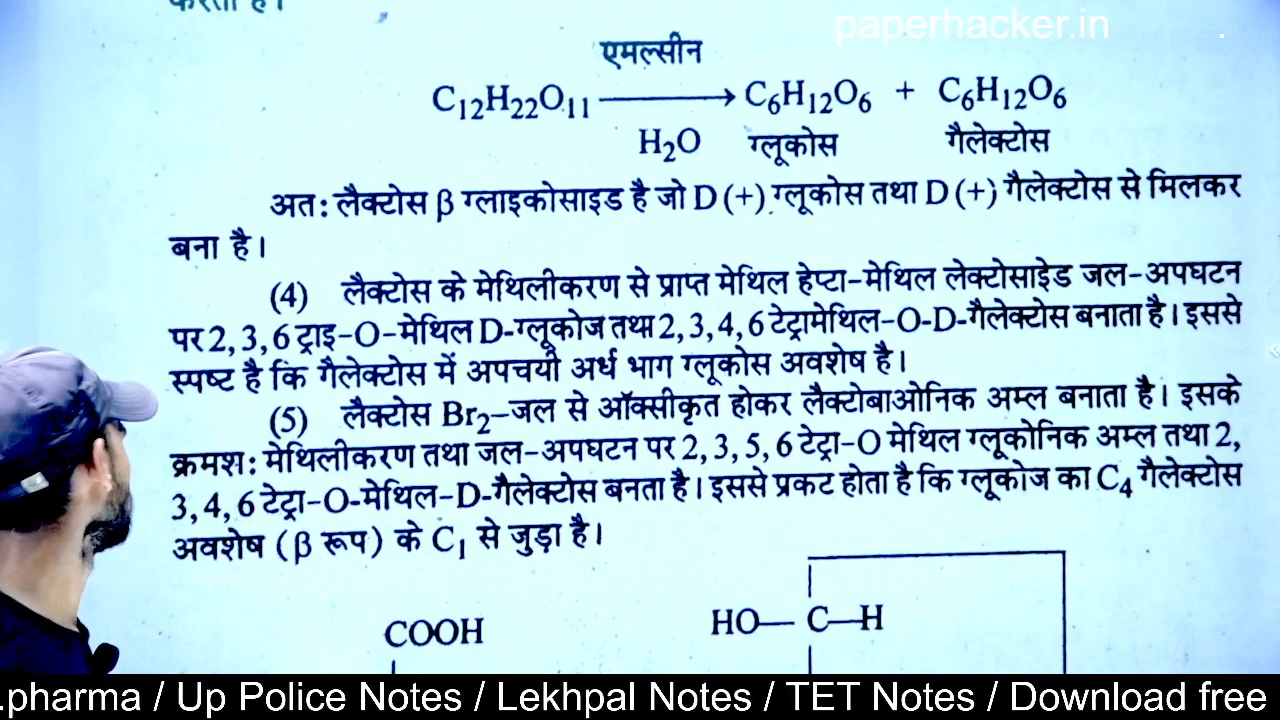 करता है।
paperhacker.in
एमल्सीन
C₁₂H₂₂O₁₁ ⟶ C₆H₁₂O₆ + C₆H₁₂O₆
H₂O ग्लूकोस गैलेक्टोस
अत: लैक्टोस β ग्लाइकोसाइड है जो D (+) ग्लूकोस तथा D (+) गैलेक्टोस से मिलकर
बना है।
(4) लैक्टोस के मेथिलीकरण से प्राप्त मेथिल हेप्टा-मेथिल लेक्टोसाइेड जल-अपघटन
पर 2, 3, 6 ट्राइ-O-मेथिल D-ग्लूकोज तथा 2, 3, 4, 6 टेट्रामेथिल-O-D-गैलेक्टोस बनाता है। इससे
स्पष्ट है कि गैलेक्टोस में अपचयी अर्ध भाग ग्लूकोस अवशेष है।
(5) लैक्टोस Br₂-जल से ऑक्सीकृत होकर लैक्टोबाओनिक अम्ल बनाता है। इसके
क्रमश: मेथिलीकरण तथा जल-अपघटन पर 2, 3, 5, 6 टेट्रा-O मेथिल ग्लूकोनिक अम्ल तथा 2,
3, 4, 6 टेट्रा-O-मेथिल-D-गैलेक्टोस बनता है। इससे प्रकट होता है कि ग्लूकोज का C₄ गैलेक्टोस
अवशेष (β रूप) के C₁ से जुड़ा है।
HO— C—H
COOH
.pharma / Up Police Notes / Lekhpal Notes / TET Notes / Download free